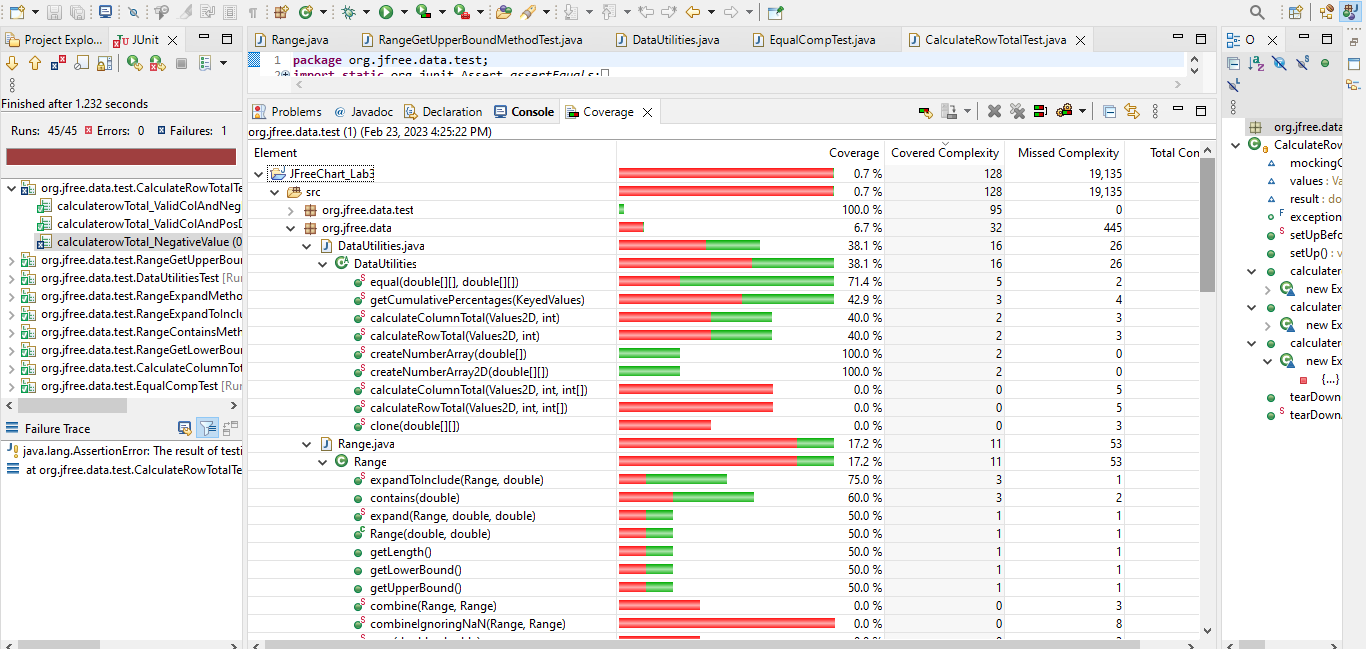 Project Explo...
JUnit
Finished after 1.232 seconds
Runs: 45/45 Errors: 0 Failures: 1
org.jfree.data.test.CalculateRowTotalTe
calculaterowTotal_ValidColAndNeg
calculaterowTotal_ValidColAndPosD
calculaterowTotal_NegativeValue (0
org.jfree.data.test.RangeGetUpperBou
org.jfree.data.test.DataUtilitiesTest [Run
org.jfree.data.test.RangeExpandMetho
org.jfree.data.test.RangeExpandToInclu
org.jfree.data.test.RangeContainsMeth
org.jfree.data.test.RangeGetLowerBoun
org.jfree.data.test.CalculateColumnTot
org.jfree.data.test.EqualCompTest [Run
Failure Trace
java.lang.AssertionError: The result of testi
at org.jfree.data.test.CalculateRowTotalTe
Range.java
RangeGetUpperBoundMethodTest.java
DataUtilities.java
EqualCompTest.java
CalculateRowTotalTest.java
1 package org.jfree.data.test;
2 import static org.junit.Assert.assertEquals;
Problems
@ Javadoc
Declaration
Console
Coverage
org.jfree.data.test (1) (Feb 23, 2023 4:25:22 PM)
Element Coverage Covered Complexity Missed Complexity Total Con
JFreeChart_Lab3 0.7 % 128 19,135
src 0.7 % 128 19,135
org.jfree.data.test 100.0 % 95 0
org.jfree.data 6.7 % 32 445
DataUtilities.java 38.1 % 16 26
DataUtilities 38.1 % 16 26
equal(double[][], double[][]) 71.4 % 5 2
getCumulativePercentages(KeyedValues) 42.9 % 3 4
calculateColumnTotal(Values2D, int) 40.0 % 2 3
calculateRowTotal(Values2D, int) 40.0 % 2 3
createNumberArray(double[]) 100.0 % 2 0
createNumberArray2D(double[][]) 100.0 % 2 0
calculateColumnTotal(Values2D, int, int[]) 0.0 % 0 5
calculateRowTotal(Values2D, int, int[]) 0.0 % 0 5
clone(double[][]) 0.0 % 0 3
Range.java 17.2 % 11 53
Range 17.2 % 11 53
expandToInclude(Range, double) 75.0 % 3 1
contains(double) 60.0 % 3 2
expand(Range, double, double) 50.0 % 1 1
Range(double, double) 50.0 % 1 1
getLength() 50.0 % 1 1
getLowerBound() 50.0 % 1 1
getUpperBound() 50.0 % 1 1
combine(Range, Range) 0.0 % 0 3
combineIgnoringNaN(Range, Range) 0.0 % 0 8
O
org.jfree.data
CalculateRow
mockingC
values : Va
result : do
exception
setUpBefo
setUp() : v
calculater
new Ex
calculater
new Ex
calculater
new Ex
{...}
tearDown
tearDown